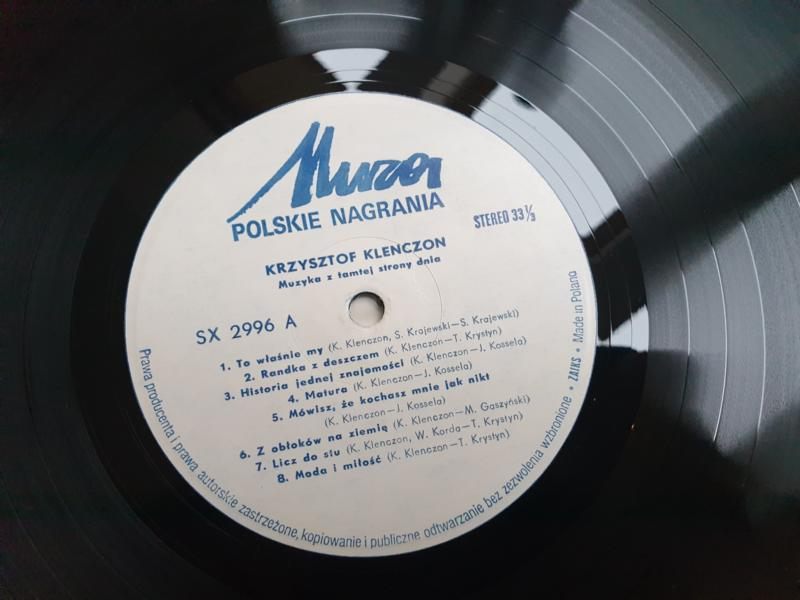 Muza
POLSKIE NAGRANIA
STEREO 33⅓
KRZYSZTOF KLENCZON
Muzyka z tamtej strony dnia
SX 2996 A
1. To właśnie my (K. Klenczon, S. Krajewski—S. Krajewski)
2. Randka z deszczem (K. Klenczon—T. Krystyn)
3. Historia jednej znajomości (K. Klenczon—J. Kossela)
4. Matura (K. Klenczon—J. Kossela)
5. Mówisz, że kochasz mnie jak nikt
(K. Klenczon—J. Kossela)
6. Z obłoków na ziemię (K. Klenczon—M. Gaszyński)
7. Licz do stu (K. Klenczon, W. Korda—T. Krystyn)
8. Moda i miłość (K. Klenczon—T. Krystyn)
Prawa producenta i prawa autorskie zastrzeżone, kopiowanie i publiczne odtwarzanie bez zezwolenia wzbronione • ZAIKS • Made in Poland